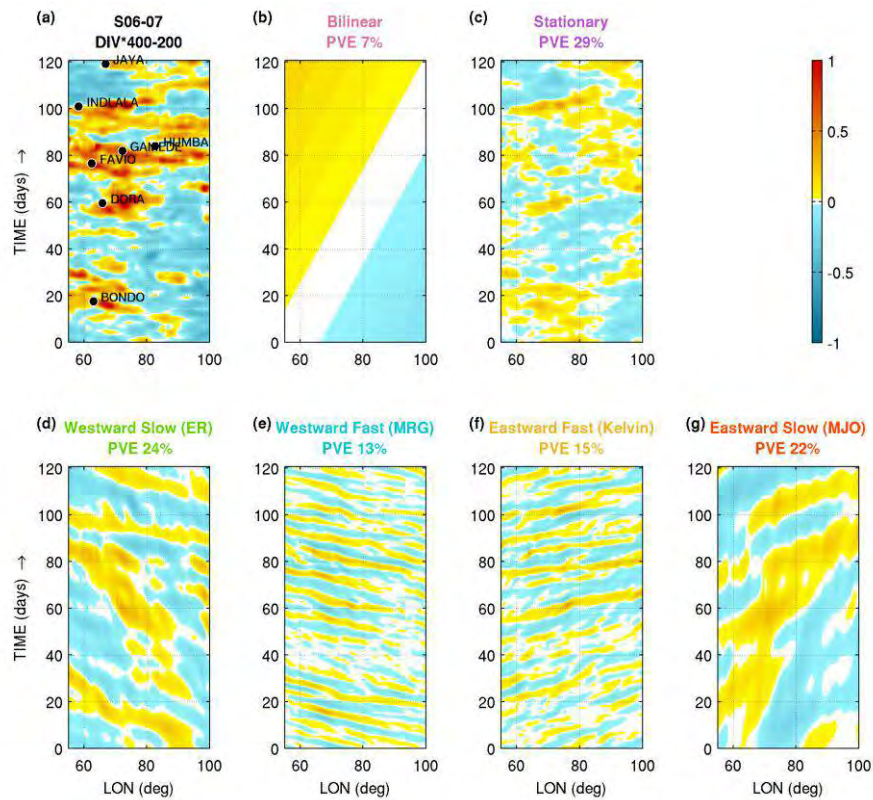 (a) S06-07
DIV*400-200
(b) Bilinear
PVE 7%
(c) Stationary
PVE 29%
TIME (days) →
120
100
80
60
40
20
0
JAYA
INDLALA
HUMBA
GAMEDE
FAVIO
DORA
BONDO
60 80 100
120
100
80
60
40
20
0
60 80 100
120
100
80
60
40
20
0
60 80 100
1
0.5
0
-0.5
-1
(d) Westward Slow (ER)
PVE 24%
(e) Westward Fast (MRG)
PVE 13%
(f) Eastward Fast (Kelvin)
PVE 15%
(g) Eastward Slow (MJO)
PVE 22%
TIME (days) →
120
100
80
60
40
20
0
60 80 100
LON (deg)
120
100
80
60
40
20
0
60 80 100
LON (deg)
120
100
80
60
40
20
0
60 80 100
LON (deg)
120
100
80
60
40
20
0
60 80 100
LON (deg)